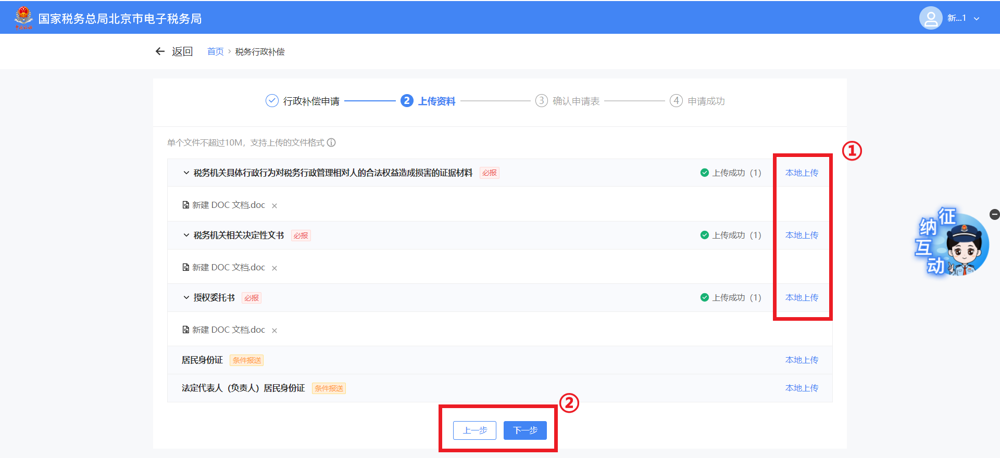 国家税务总局北京市电子税务局
新...1
返回 首页 > 税务行政补偿
行政补偿申请 2 上传资料 3 确认申请表 4 申请成功
单个文件不超过10M，支持上传的文件格式
①
税务机关具体行政行为对税务行政管理相对人的合法权益造成损害的证据材料 必报 上传成功（1） 本地上传
新建 DOC 文档.doc ×
税务机关相关决定性文书 必报 上传成功（1） 本地上传
新建 DOC 文档.doc ×
授权委托书 必报 上传成功（1） 本地上传
新建 DOC 文档.doc ×
居民身份证 条件报送 本地上传
法定代表人（负责人）居民身份证 条件报送 本地上传
②
上一步 下一步
征
纳
互
动